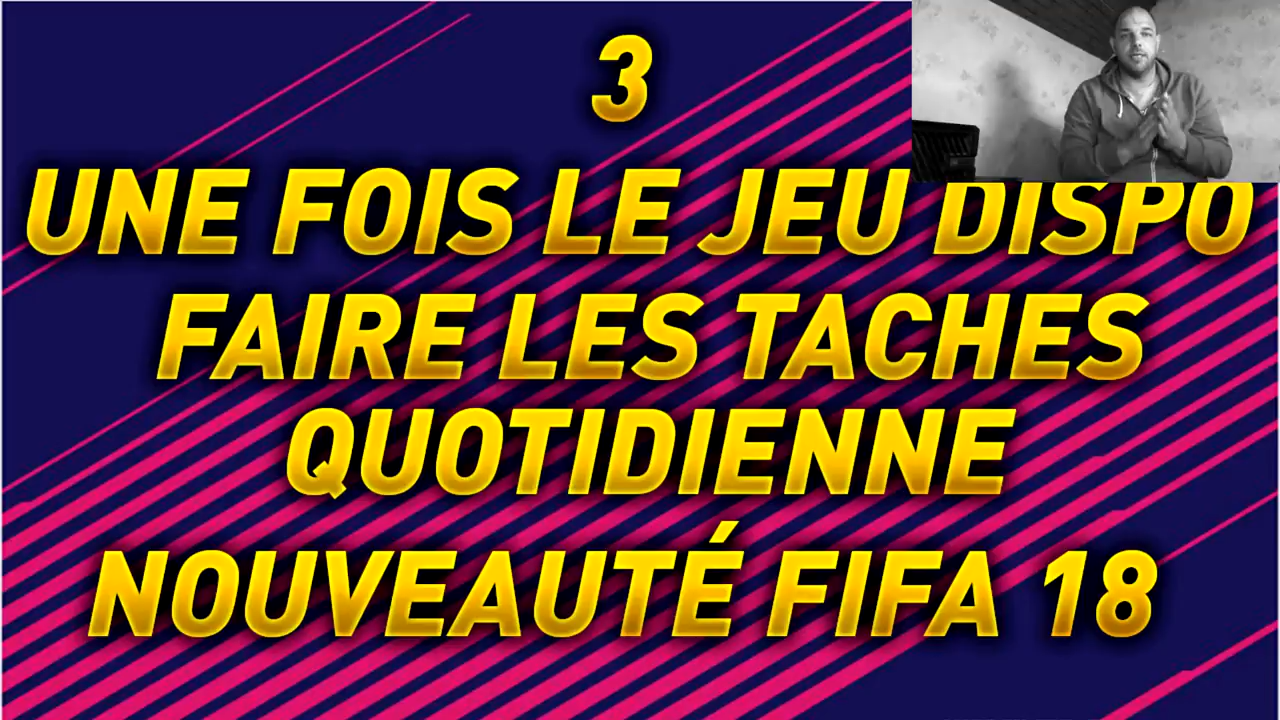 3
UNE FOIS LE JEU DISPO
FAIRE LES TACHES
QUOTIDIENNE
NOUVEAUTÉ FIFA 18